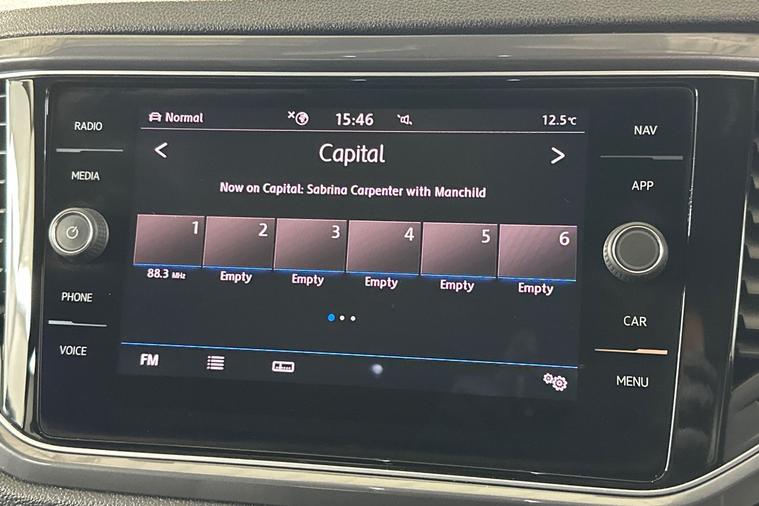 RADIO
MEDIA
PHONE
VOICE
Normal
15:46
12.5°C
Capital
Now on Capital: Sabrina Carpenter with Manchild
1 2 3 4 5 6
88.3 MHz Empty Empty Empty Empty Empty
FM
NAV
APP
CAR
MENU